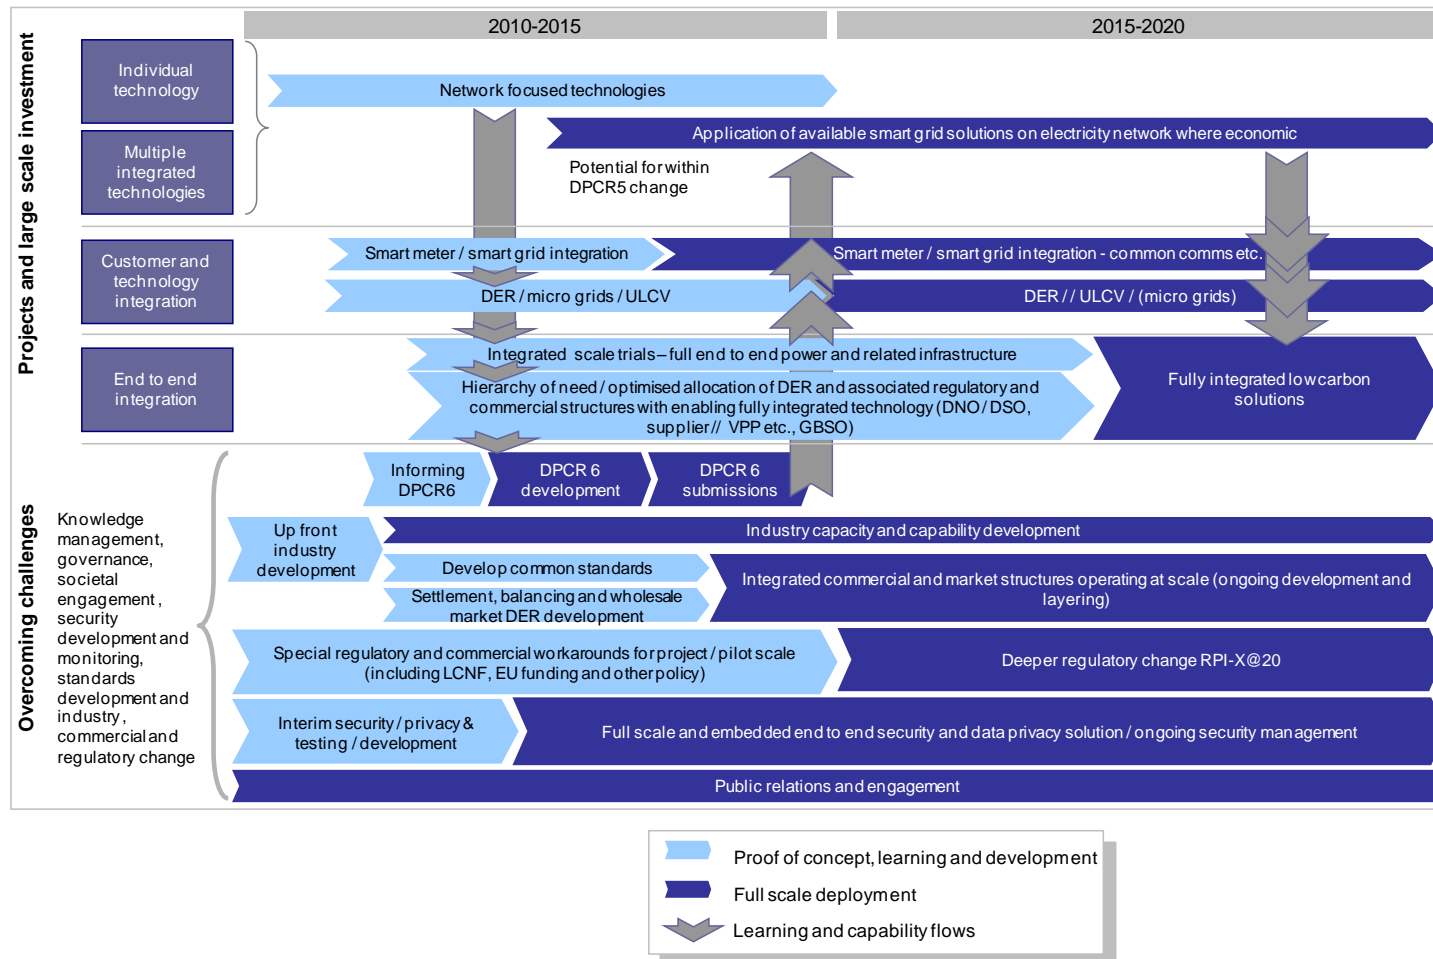 2010-2015
2015-2020
Projects and large scale investment
Individual
technology
Multiple
integrated
technologies
Network focused technologies
Application of available smart grid solutions on electricity network where economic
Potential for within
DPCR5 change
Customer and
technology
integration
Smart meter / smart grid integration
Smart meter / smart grid integration - common comms etc.
DER / micro grids / ULCV
DER // ULCV / (micro grids)
End to end
integration
Integrated scale trials – full end to end power and related infrastructure
Hierarchy of need / optimised allocation of DER and associated regulatory and
commercial structures with enabling fully integrated technology (DNO / DSO,
supplier // VPP etc., GBSO)
Fully integrated low carbon
solutions
Overcoming challenges
Knowledge
management,
governance,
societal
engagement,
security
development and
monitoring,
standards
development and
industry,
commercial and
regulatory change
Informing
DPCR6
DPCR 6
development
DPCR 6
submissions
Up front
industry
development
Industry capacity and capability development
Develop common standards
Settlement, balancing and wholesale
market DER development
Integrated commercial and market structures operating at scale (ongoing development and
layering)
Special regulatory and commercial workarounds for project / pilot scale
(including LCNF, EU funding and other policy)
Deeper regulatory change RPI-X@20
Interim security / privacy &
testing / development
Full scale and embedded end to end security and data privacy solution / ongoing security management
Public relations and engagement
Proof of concept, learning and development
Full scale deployment
Learning and capability flows